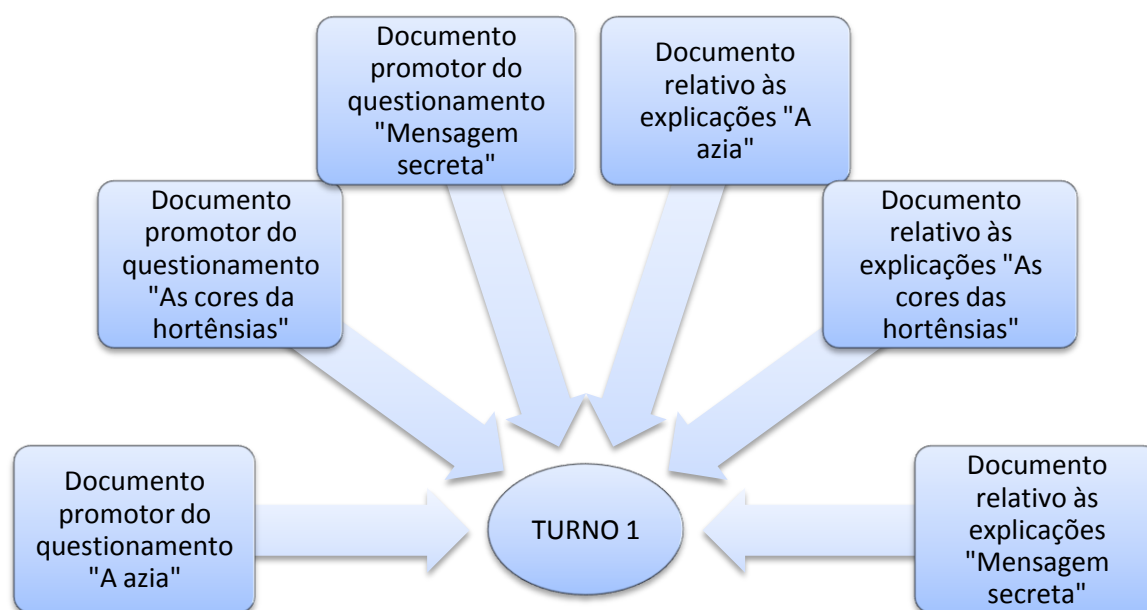 Documento
promotor do
questionamento
"Mensagem
secreta"
Documento
relativo às
explicações "A
azia"
Documento
promotor do
questionamento
"As cores da
hortênsias"
Documento
relativo às
explicações "As
cores das
hortênsias"
Documento
promotor do
questionamento
"A azia"
TURNO 1
Documento
relativo às
explicações
"Mensagem
secreta"